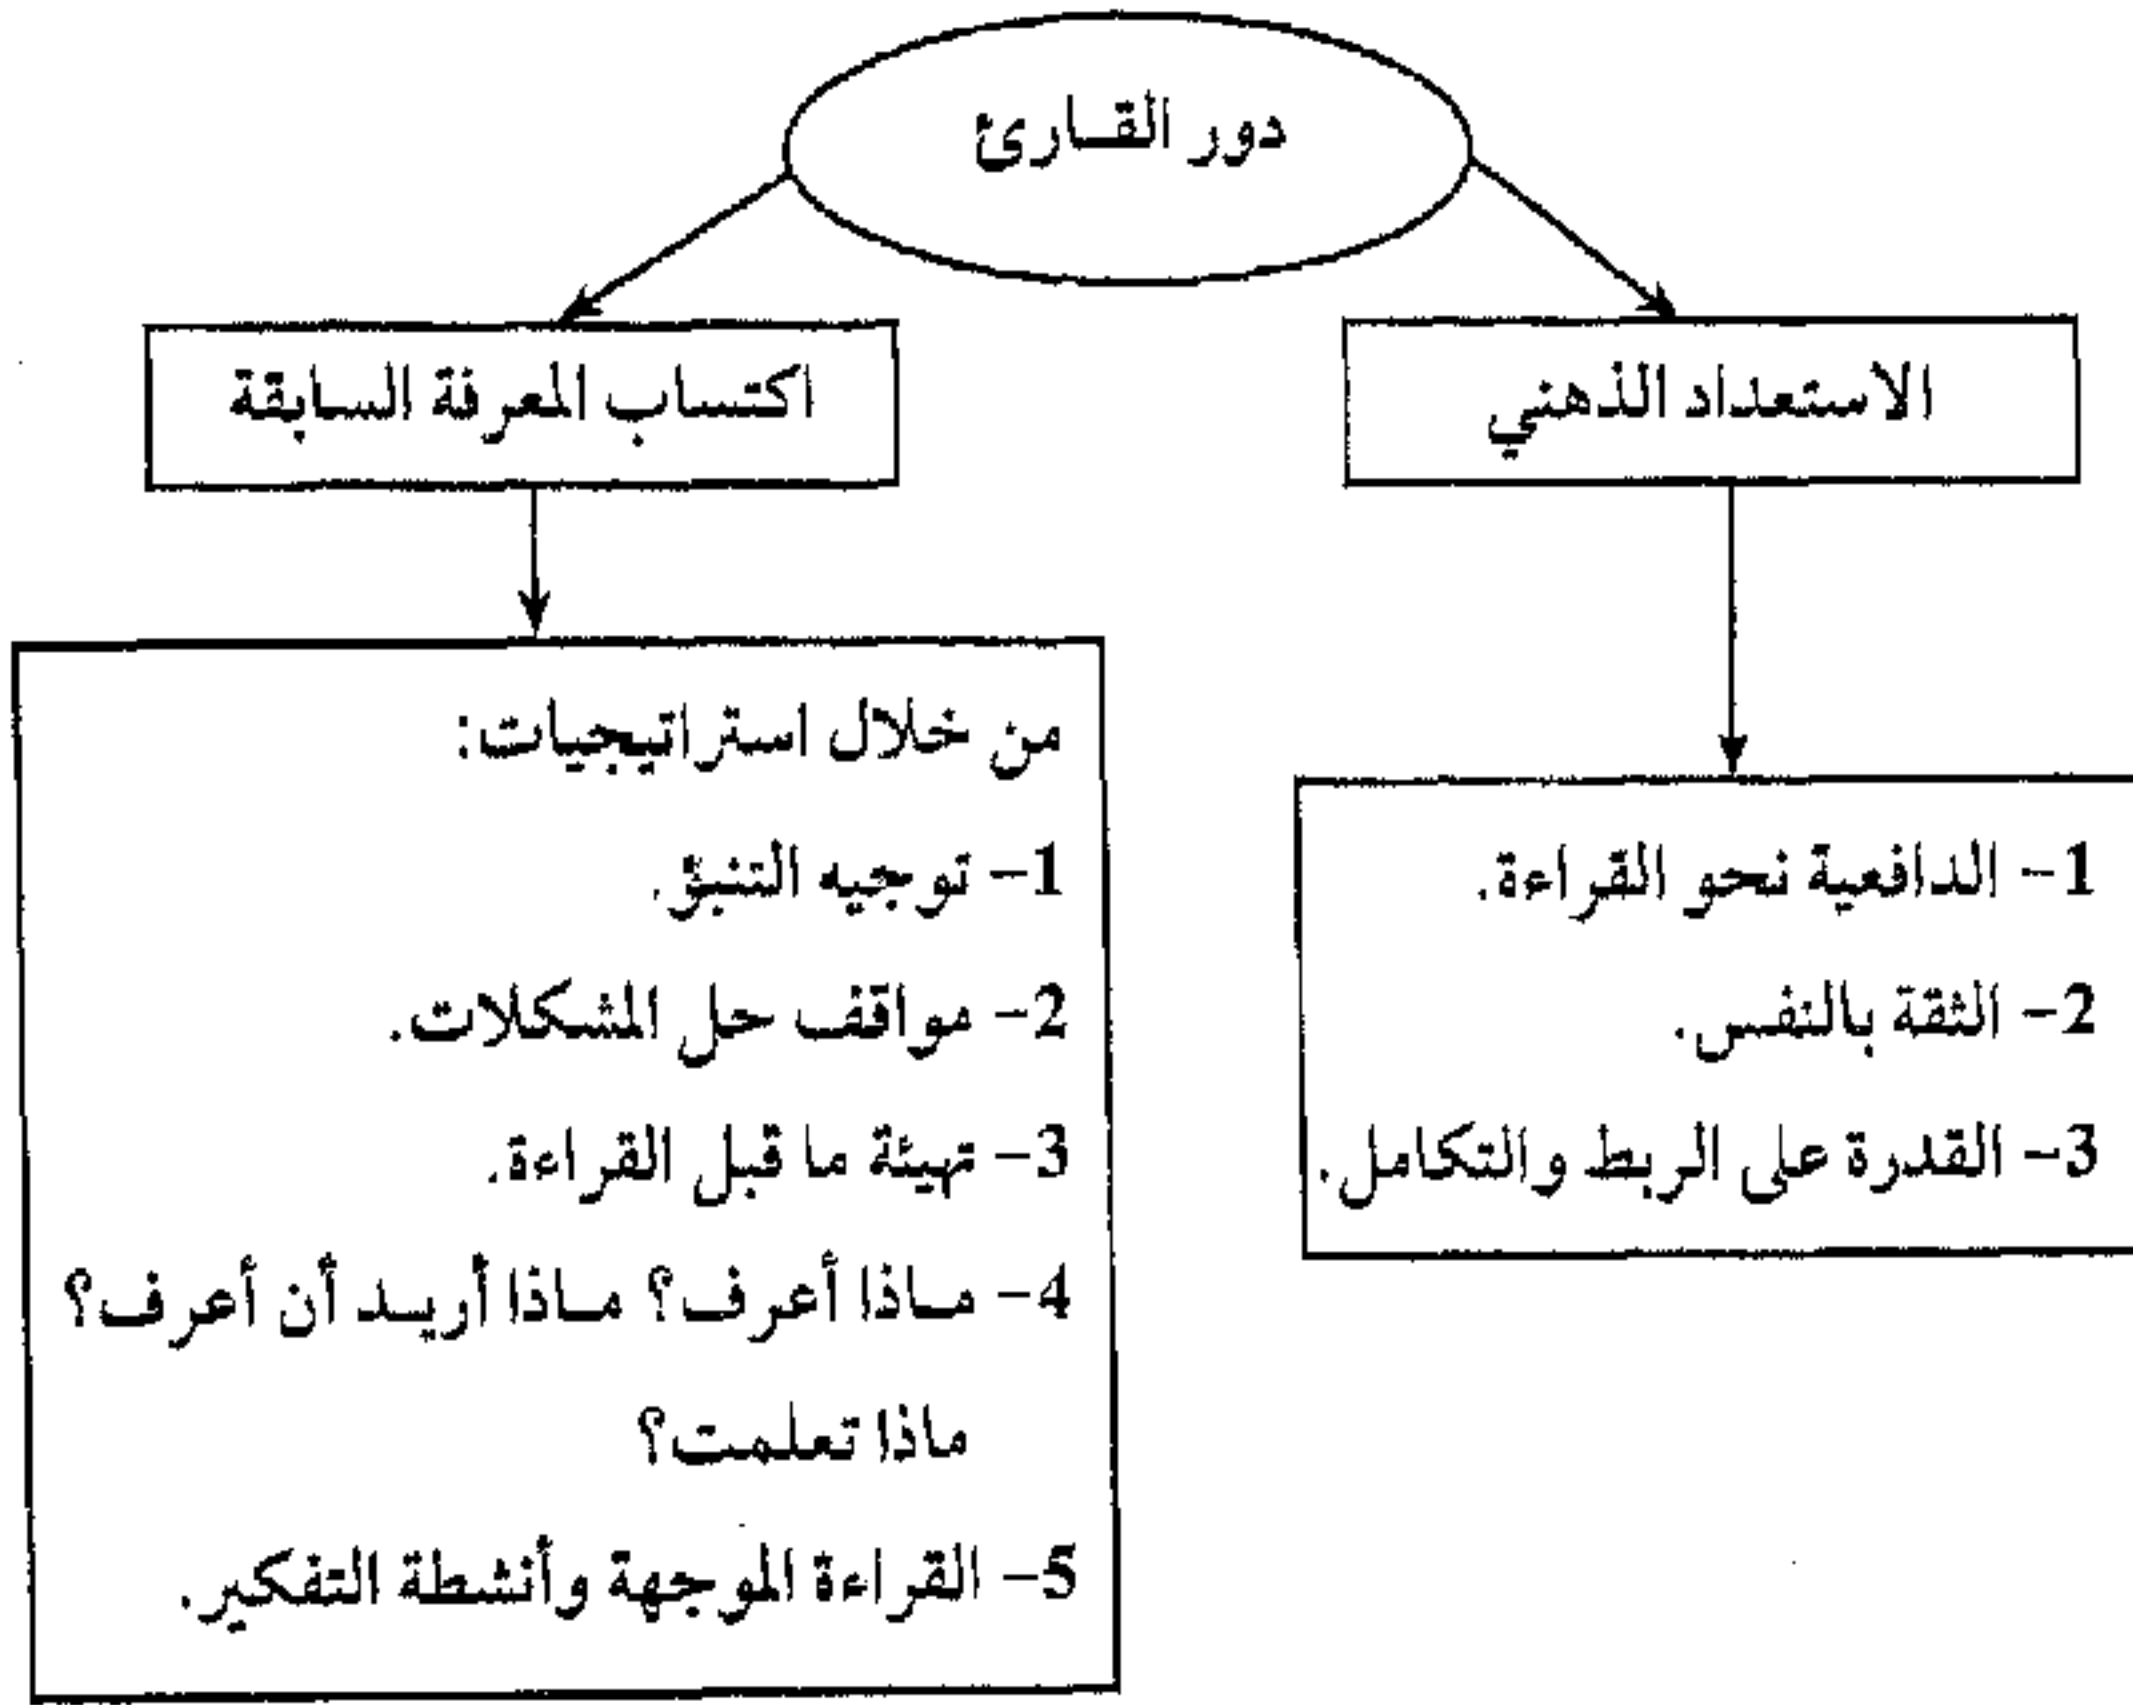 دور القارئ
الاستعداد الذهني
اكتساب المعرفة السابقة
1- الدافعية نحو القراءة.
2- الثقة بالنفس.
3- القدرة على الربط والتكامل.
من خلال استراتيجيات:
1- توجيه التنبؤ.
2- مواقف حل المشكلات.
3- تهيئة ما قبل القراءة.
4- ماذا أعرف؟ ماذا أريد أن أعرف؟
ماذا تعلمت؟
5- القراءة الموجهة وأنشطة التفكير.